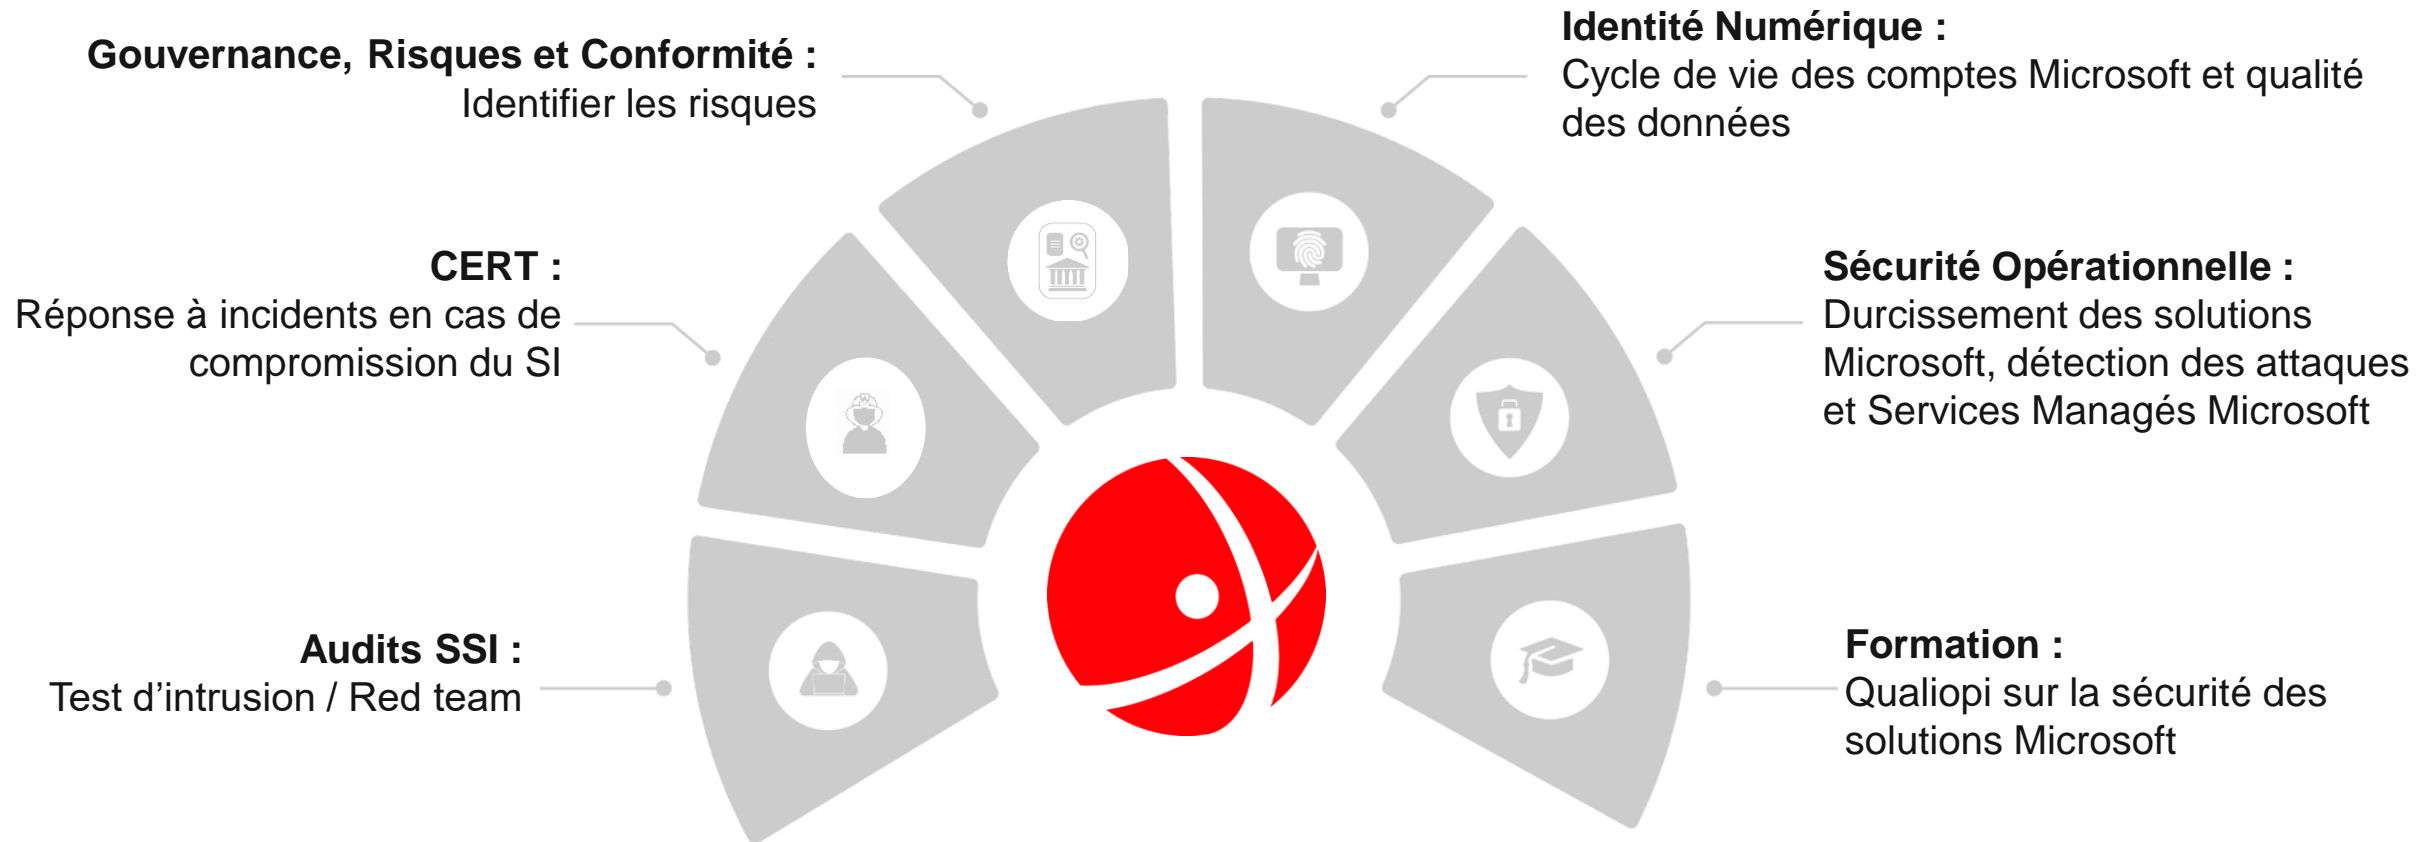 Gouvernance, Risques et Conformité :
Identifier les risques
Identité Numérique :
Cycle de vie des comptes Microsoft et qualité
des données
CERT :
Réponse à incidents en cas de
compromission du SI
Sécurité Opérationnelle :
Durcissement des solutions
Microsoft, détection des attaques
et Services Managés Microsoft
Audits SSI :
Test d’intrusion / Red team
Formation :
Qualiopi sur la sécurité des
solutions Microsoft